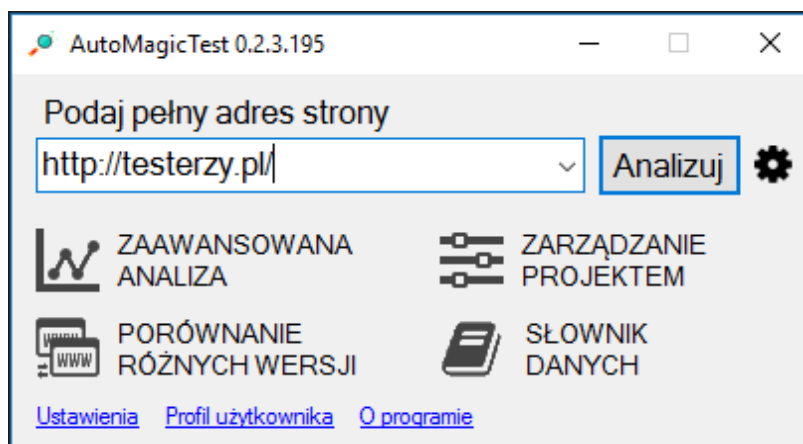 AutoMagicTest 0.2.3.195
Podaj pełny adres strony
http://testerzy.pl/
Analizuj
ZAAWANSOWANA
ANALIZA
ZARZĄDZANIE
PROJEKTEM
PORÓWNANIE
RÓŻNYCH WERSJI
SŁOWNIK
DANYCH
Ustawienia Profil użytkownika O programie